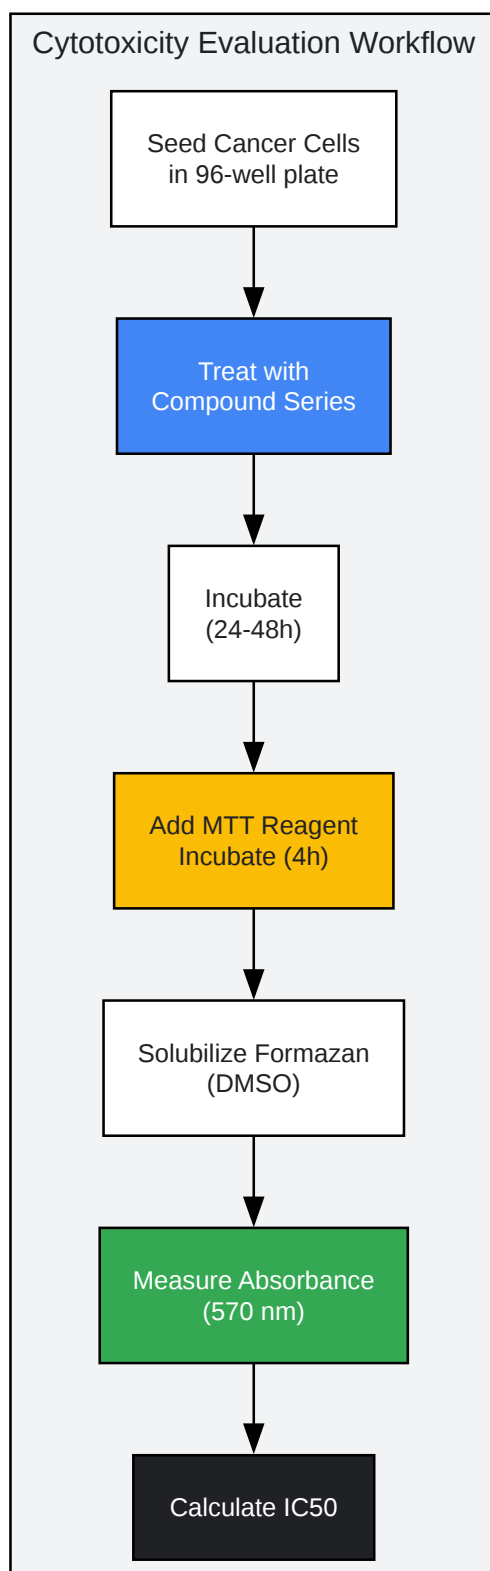 Cytotoxicity Evaluation Workflow
Seed Cancer Cells
in 96-well plate
Treat with
Compound Series
Incubate
(24-48h)
Add MTT Reagent
Incubate (4h)
Solubilize Formazan
(DMSO)
Measure Absorbance
(570 nm)
Calculate IC50